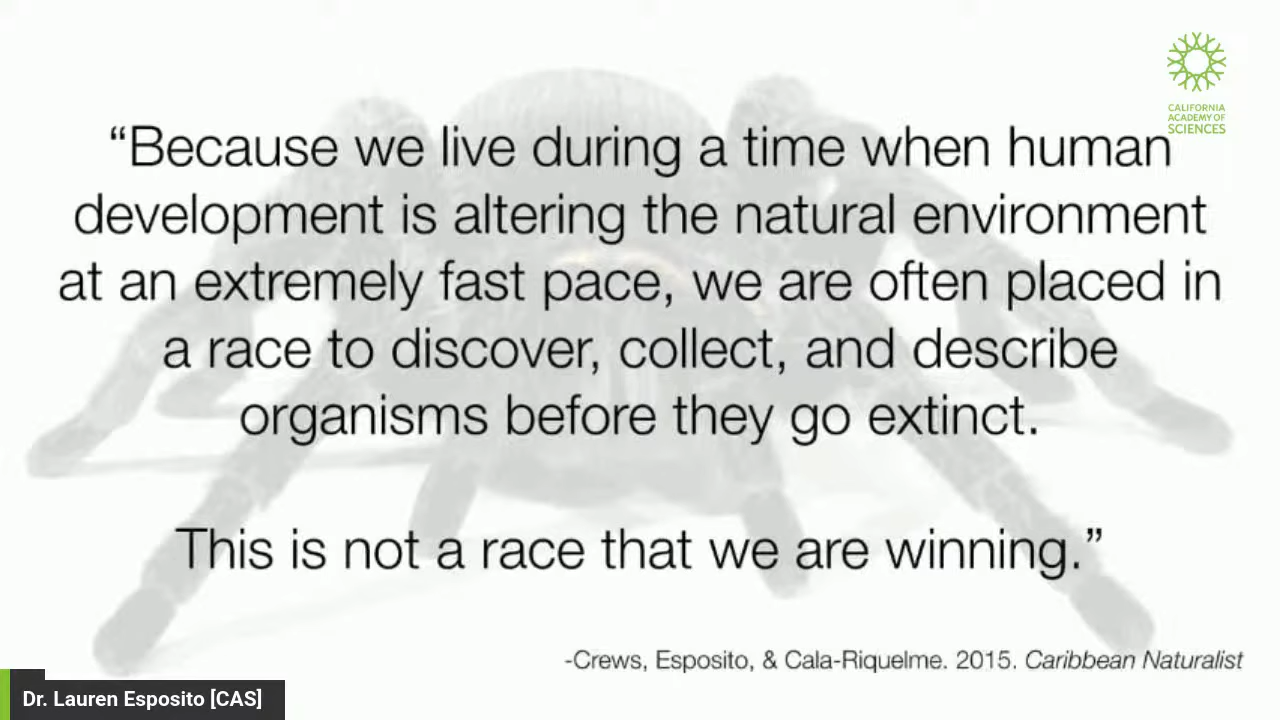 CALIFORNIA
ACADEMY OF
SCIENCES
“Because we live during a time when human
development is altering the natural environment
at an extremely fast pace, we are often placed in
a race to discover, collect, and describe
organisms before they go extinct.
This is not a race that we are winning.”
-Crews, Esposito, & Cala-Riquelme. 2015. Caribbean Naturalist
Dr. Lauren Esposito [CAS]